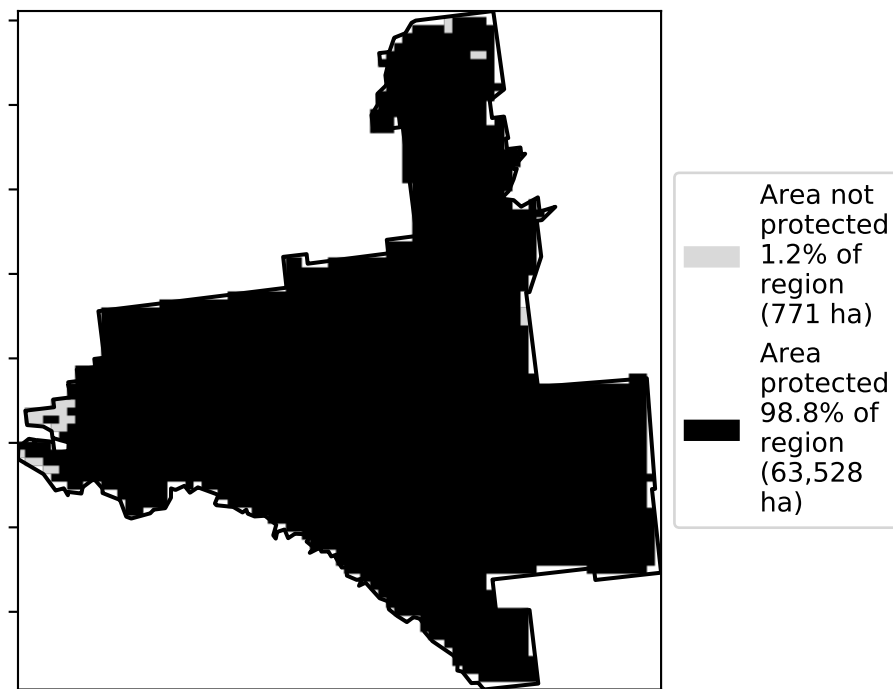 Area not
protected
1.2% of
region
(771 ha)
Area
protected
98.8% of
region
(63,528
ha)